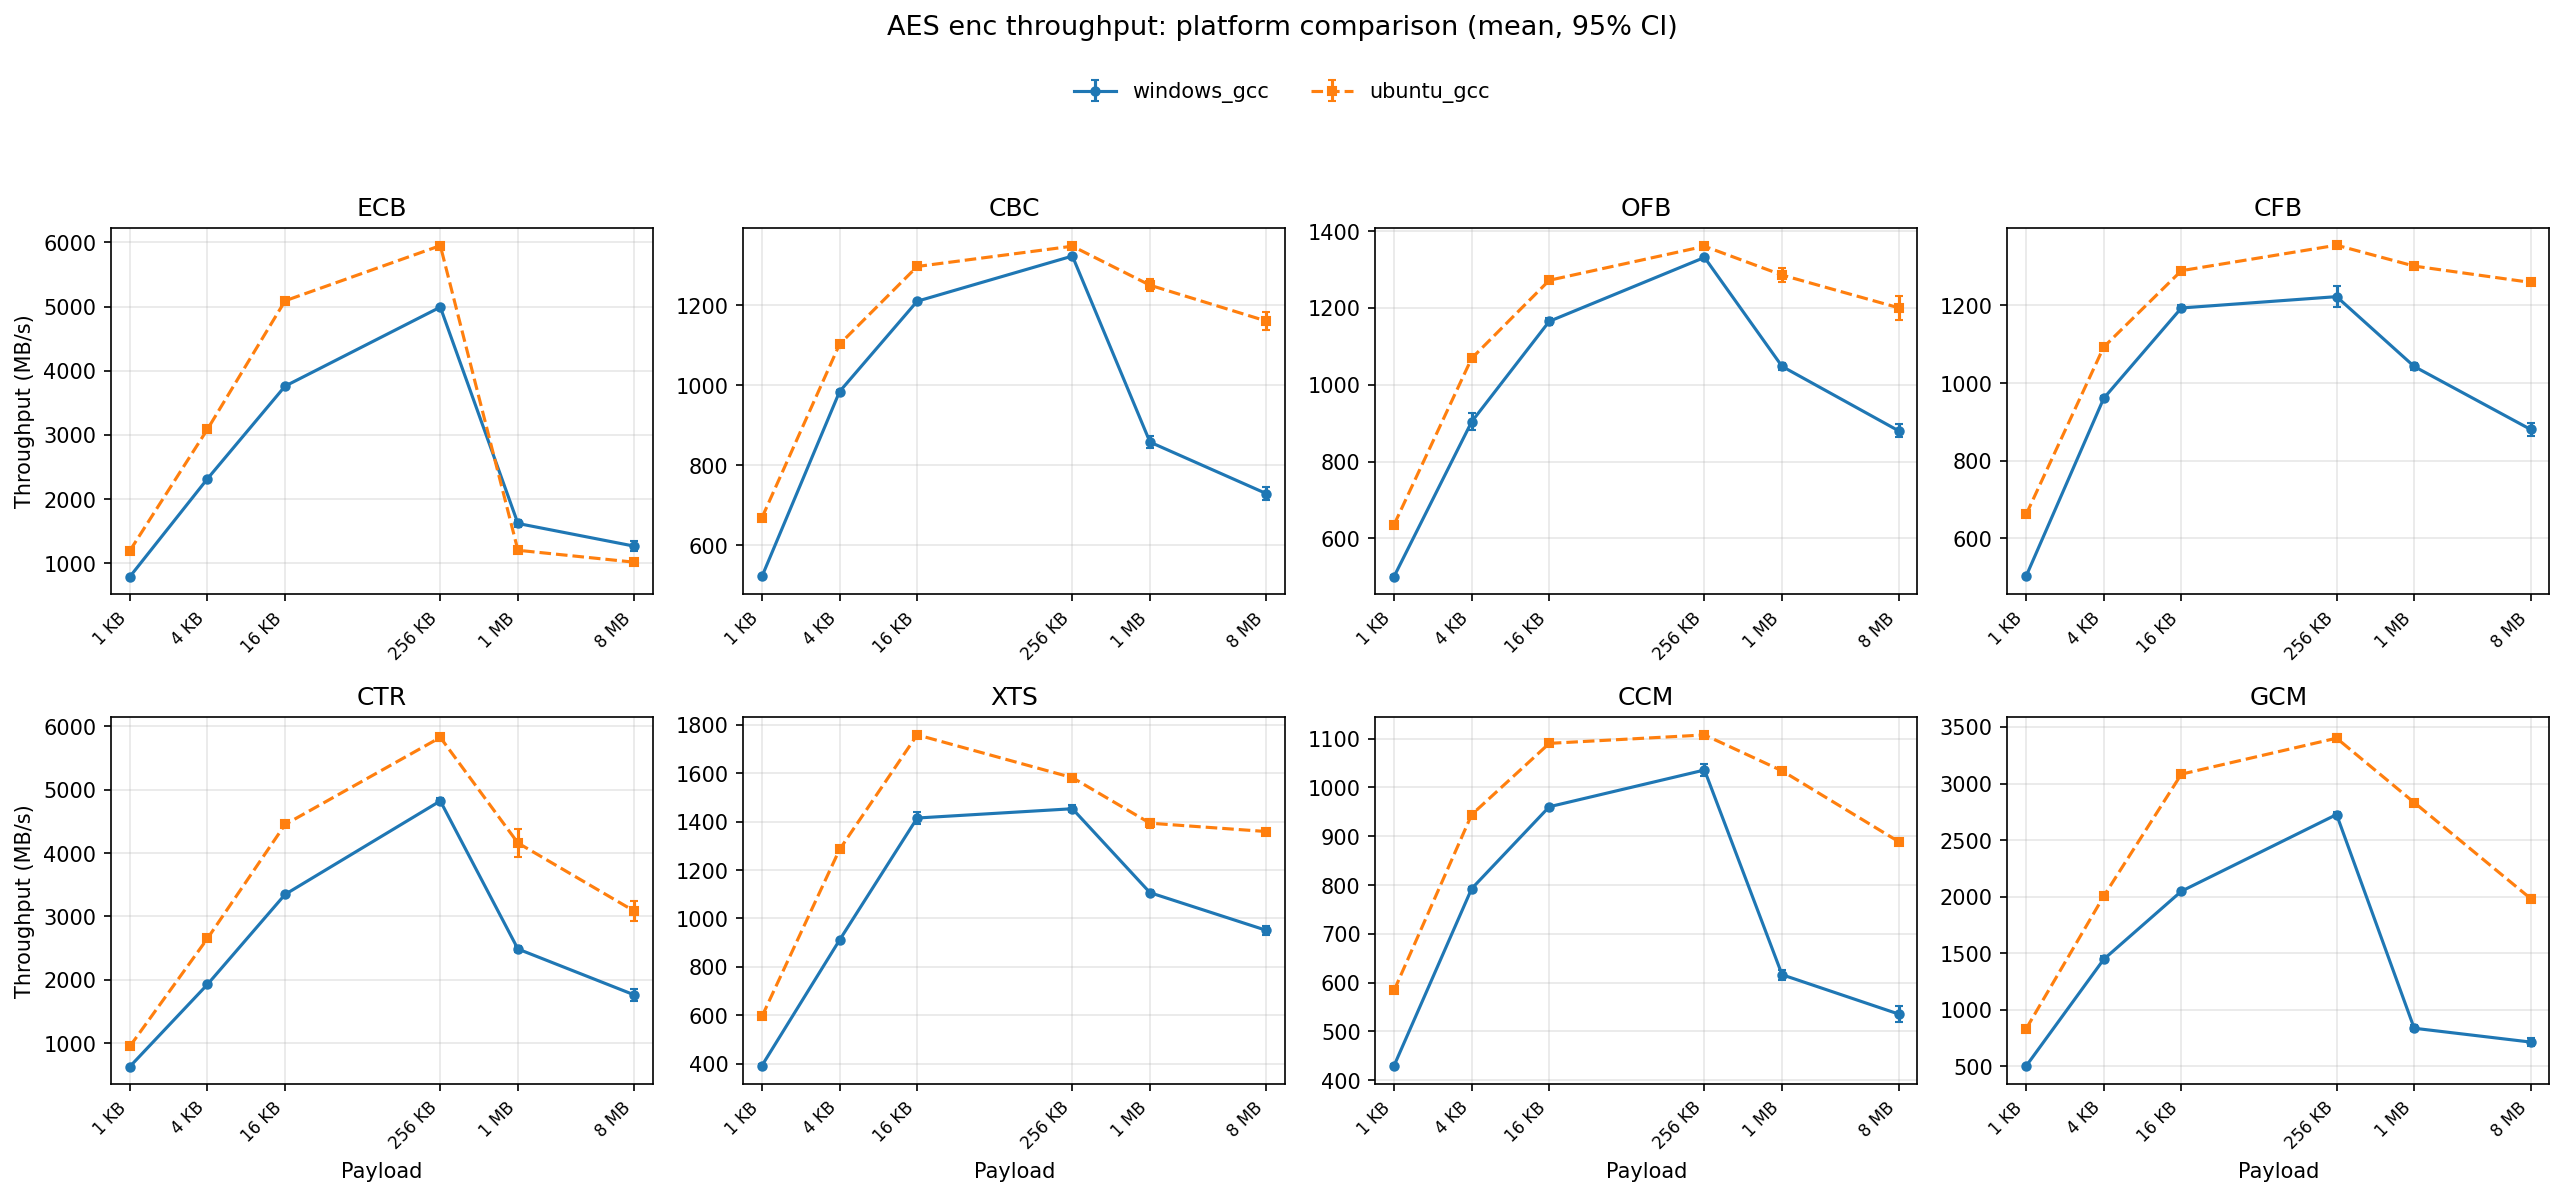 AES enc throughput: platform comparison (mean, 95% CI)
windows_gcc ubuntu_gcc
ECB
Throughput (MB/s)
6000
5000
4000
3000
2000
1000
1 KB 4 KB 16 KB 256 KB 1 MB 8 MB
CBC
1200
1000
800
600
1 KB 4 KB 16 KB 256 KB 1 MB 8 MB
OFB
1400
1200
1000
800
600
1 KB 4 KB 16 KB 256 KB 1 MB 8 MB
CFB
1200
1000
800
600
1 KB 4 KB 16 KB 256 KB 1 MB 8 MB
CTR
Throughput (MB/s)
6000
5000
4000
3000
2000
1000
1 KB 4 KB 16 KB 256 KB 1 MB 8 MB
Payload
XTS
1800
1600
1400
1200
1000
800
600
400
1 KB 4 KB 16 KB 256 KB 1 MB 8 MB
Payload
CCM
1100
1000
900
800
700
600
500
400
1 KB 4 KB 16 KB 256 KB 1 MB 8 MB
Payload
GCM
3500
3000
2500
2000
1500
1000
500
1 KB 4 KB 16 KB 256 KB 1 MB 8 MB
Payload